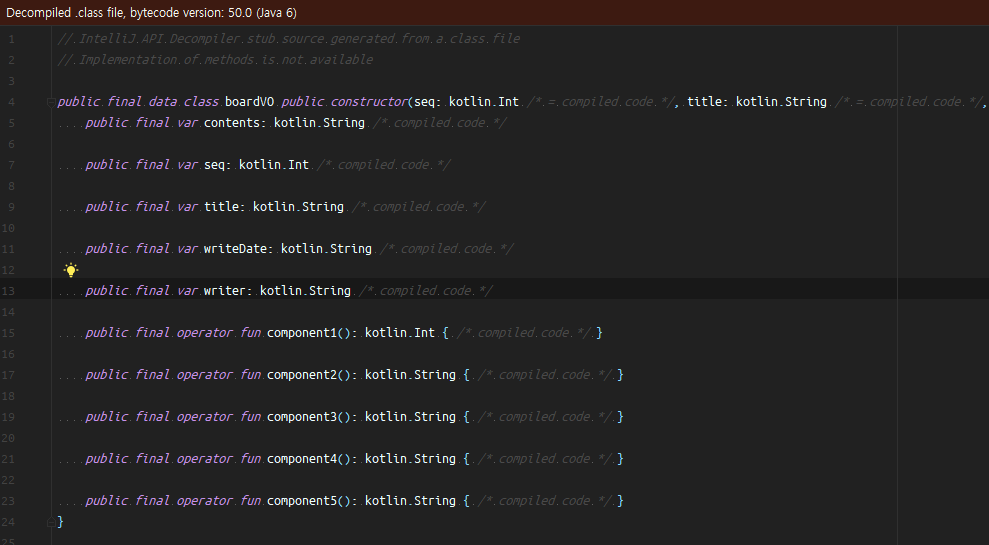 Decompiled .class file, bytecode version: 50.0 (Java 6)
1 // IntelliJ API Decompiler stub source generated from a class file
2 // Implementation of methods is not available
3
4 public final data class boardVO public constructor(seq: kotlin.Int /* = compiled code */, title: kotlin.String /* = compiled code */,
5 public final var contents: kotlin.String /* compiled code */
6
7 public final var seq: kotlin.Int /* compiled code */
8
9 public final var title: kotlin.String /* compiled code */
10
11 public final var writeDate: kotlin.String /* compiled code */
12
13 public final var writer: kotlin.String /* compiled code */
14
15 public final operator fun component1(): kotlin.Int { /* compiled code */ }
16
17 public final operator fun component2(): kotlin.String { /* compiled code */ }
18
19 public final operator fun component3(): kotlin.String { /* compiled code */ }
20
21 public final operator fun component4(): kotlin.String { /* compiled code */ }
22
23 public final operator fun component5(): kotlin.String { /* compiled code */ }
24 }
25